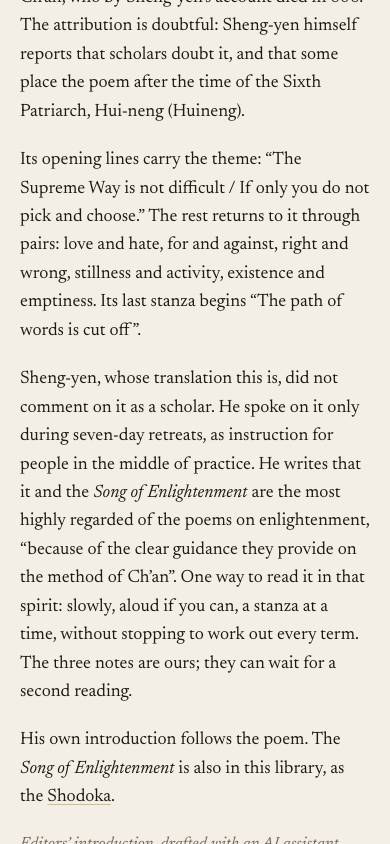 The attribution is doubtful: Sheng-yen himself
reports that scholars doubt it, and that some
place the poem after the time of the Sixth
Patriarch, Hui-neng (Huineng).
Its opening lines carry the theme: “The
Supreme Way is not difficult / If only you do not
pick and choose.” The rest returns to it through
pairs: love and hate, for and against, right and
wrong, stillness and activity, existence and
emptiness. Its last stanza begins “The path of
words is cut off”.
Sheng-yen, whose translation this is, did not
comment on it as a scholar. He spoke on it only
during seven-day retreats, as instruction for
people in the middle of practice. He writes that
it and the Song of Enlightenment are the most
highly regarded of the poems on enlightenment,
“because of the clear guidance they provide on
the method of Ch’an”. One way to read it in that
spirit: slowly, aloud if you can, a stanza at a
time, without stopping to work out every term.
The three notes are ours; they can wait for a
second reading.
His own introduction follows the poem. The
Song of Enlightenment is also in this library, as
the Shodoka.
Editors’ introduction, drafted with an AI assistant